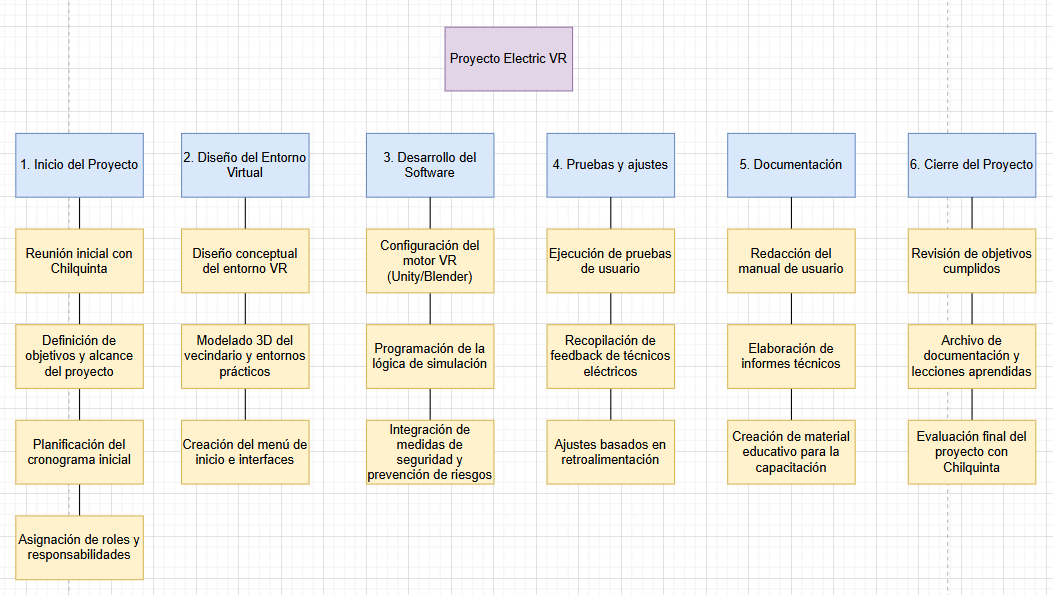 Proyecto Electric VR
1. Inicio del Proyecto
Reunión inicial con
Chilquinta
Definición de
objetivos y alcance
del proyecto
Planificación del
cronograma inicial
Asignación de roles y
responsabilidades
2. Diseño del Entorno
Virtual
Diseño conceptual
del entorno VR
Modelado 3D del
vecindario y entornos
prácticos
Creación del menú de
inicio e interfaces
3. Desarrollo del
Software
Configuración del
motor VR
(Unity/Blender)
Programación de la
lógica de simulación
Integración de
medidas de
seguridad y
prevención de riesgos
4. Pruebas y ajustes
Ejecución de pruebas
de usuario
Recopilación de
feedback de técnicos
eléctricos
Ajustes basados en
retroalimentación
5. Documentación
Redacción del
manual de usuario
Elaboración de
informes técnicos
Creación de material
educativo para la
capacitación
6. Cierre del Proyecto
Revisión de objetivos
cumplidos
Archivo de
documentación y
lecciones aprendidas
Evaluación final del
proyecto con
Chilquinta